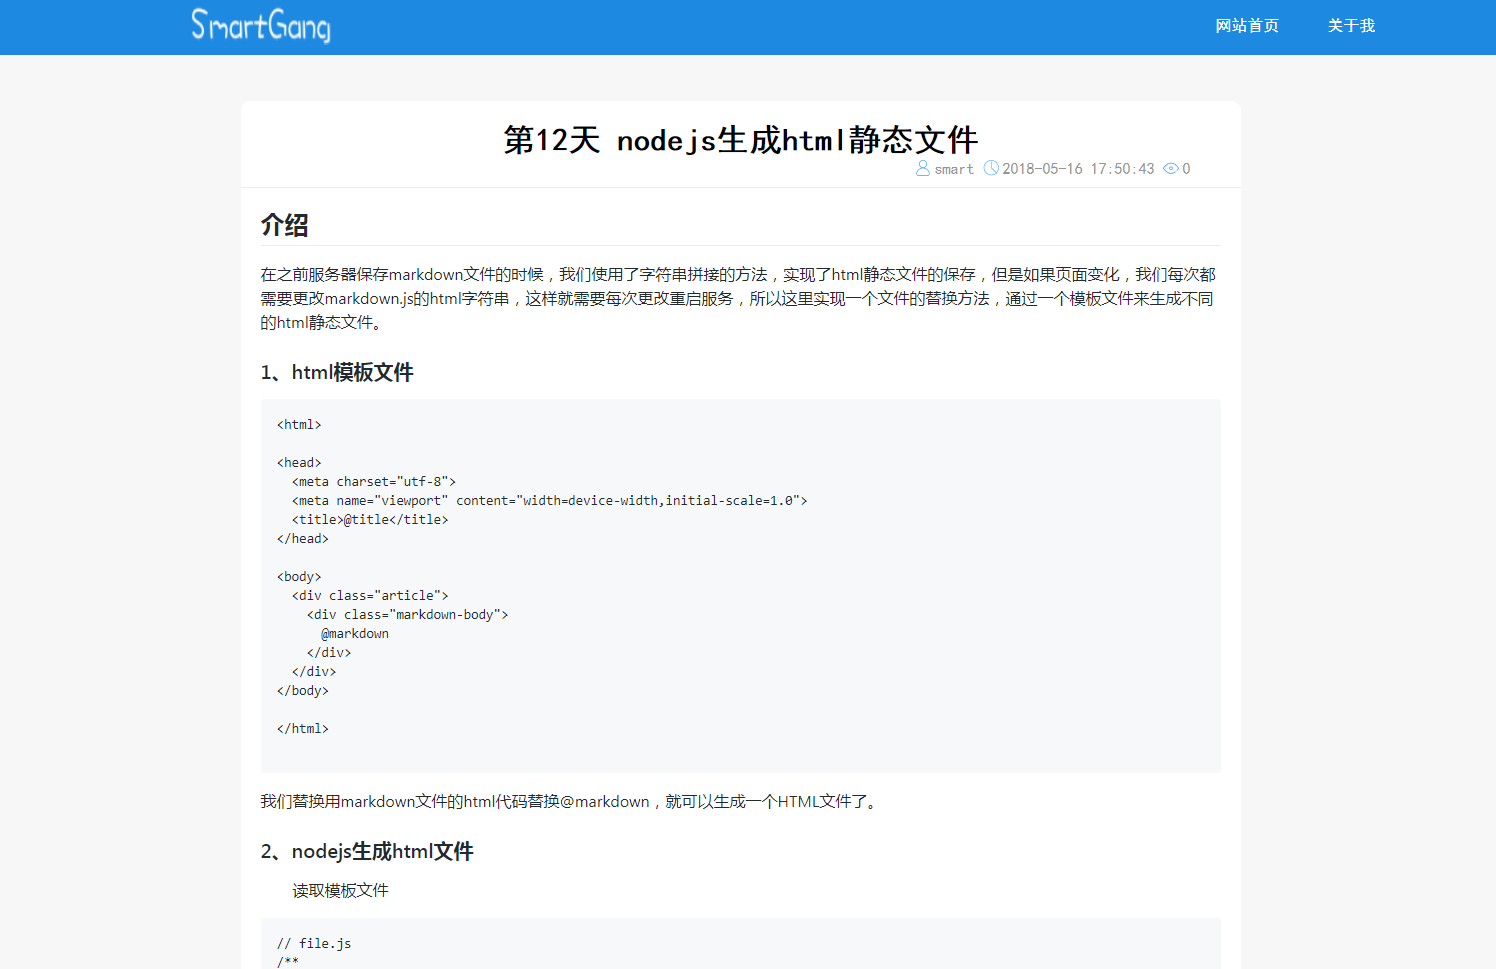 SmartGang
网站首页
关于我
第12天 nodejs生成html静态文件
smart 2018-05-16 17:50:43 0
介绍
在之前服务器保存markdown文件的时候，我们使用了字符串拼接的方法，实现了html静态文件的保存，但是如果页面变化，我们每次都
需要更改markdown.js的html字符串，这样就需要每次更改重启服务，所以这里实现一个文件的替换方法，通过一个模板文件来生成不同
的html静态文件。
1、html模板文件
<html>
<head>
<meta charset="utf-8">
<meta name="viewport" content="width=device-width,initial-scale=1.0">
<title>@title</title>
</head>
<body>
<div class="article">
<div class="markdown-body">
@markdown
</div>
</div>
</body>
</html>
我们替换用markdown文件的html代码替换@markdown，就可以生成一个HTML文件了。
2、nodejs生成html文件
读取模板文件
// file.js
/**